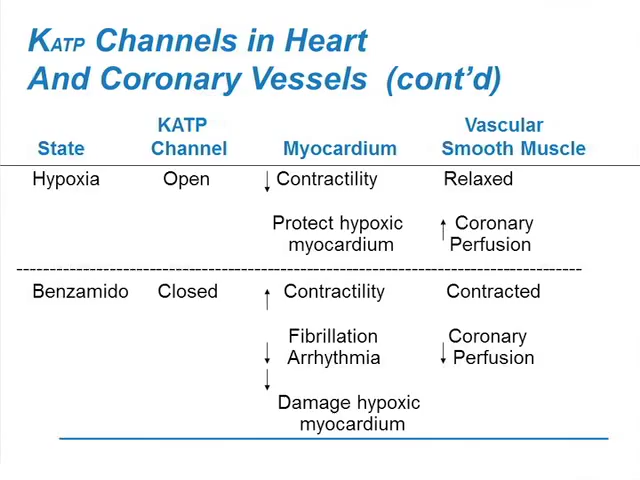 KATP Channels in Heart
And Coronary Vessels (cont'd)
KATP Vascular
State Channel Myocardium Smooth Muscle
Hypoxia Open ↓ Contractility Relaxed
Protect hypoxic ↑ Coronary
myocardium Perfusion
Benzamido Closed ↑ Contractility Contracted
Fibrillation Coronary
↓ Arrhythmia ↓ Perfusion
↓
Damage hypoxic
myocardium